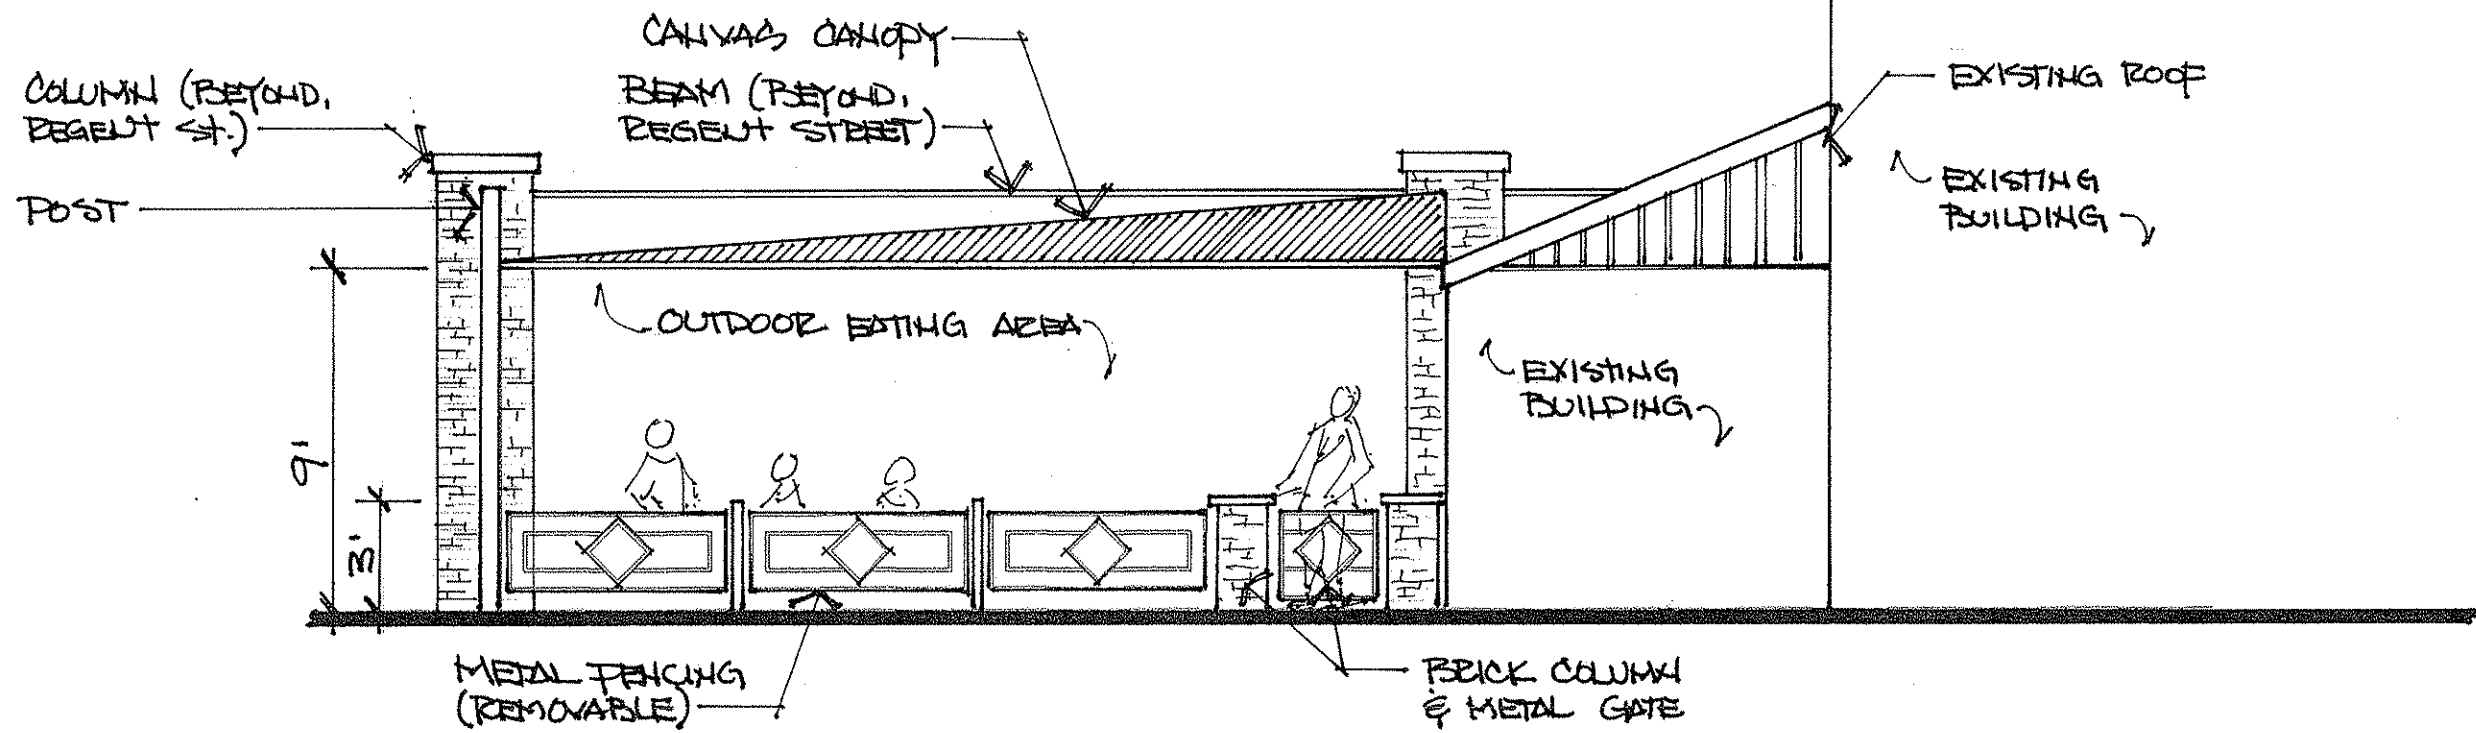 CANVAS CANOPY
COLUMN (BEYOND,
REGENT ST.)
BEAM (BEYOND,
REGENT STREET)
EXISTING ROOF
POST
EXISTING
BUILDING
OUTDOOR EATING AREA
EXISTING
BUILDING
9'
3'
METAL FENCING
(REMOVABLE)
BRICK COLUMN
& METAL GATE